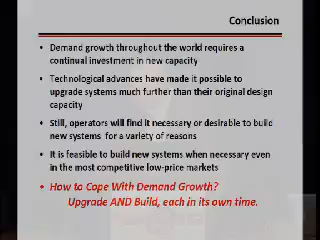 Conclusion
• Demand growth throughout the world requires a
continual investment in new capacity
• Technological advances have made it possible to
upgrade systems much further than their original design
capacity
• Still, operators will find it necessary or desirable to build
new systems for a variety of reasons
• It is feasible to build new systems when necessary even
in the most competitive low-price markets
• How to Cope With Demand Growth?
Upgrade AND Build, each in its own time.